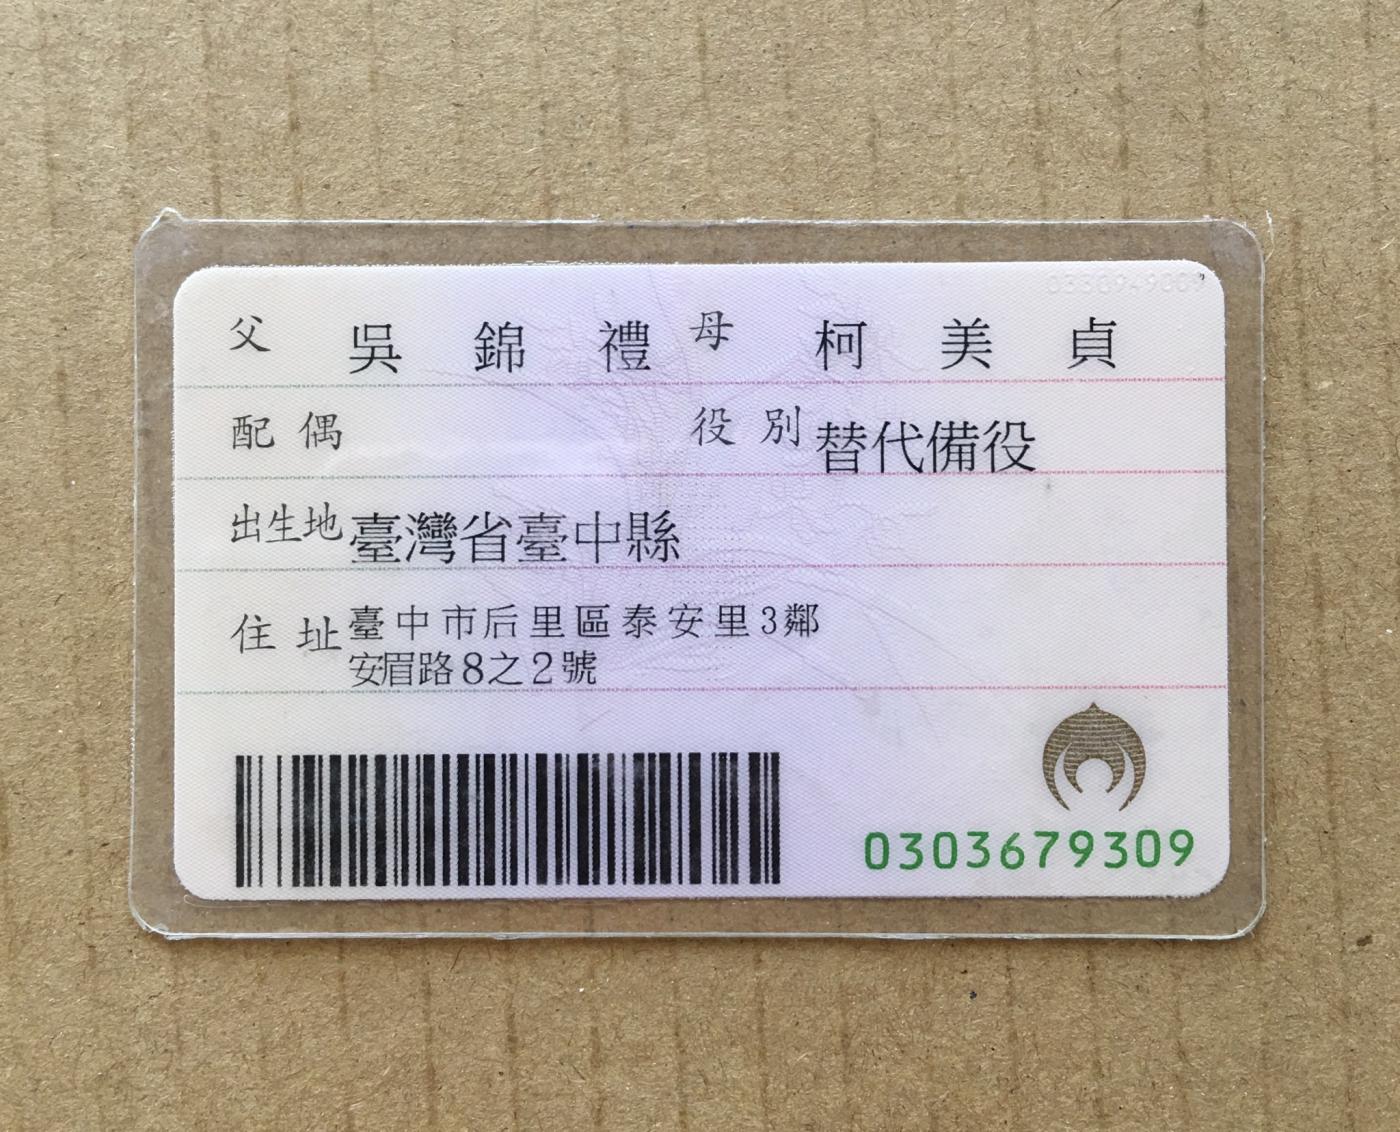 父 吳錦禮 母 柯美貞
配偶 役別 替代備役
出生地 臺灣省臺中縣
住址 臺中市后里區泰安里3鄰
安眉路8之2號
0303679309